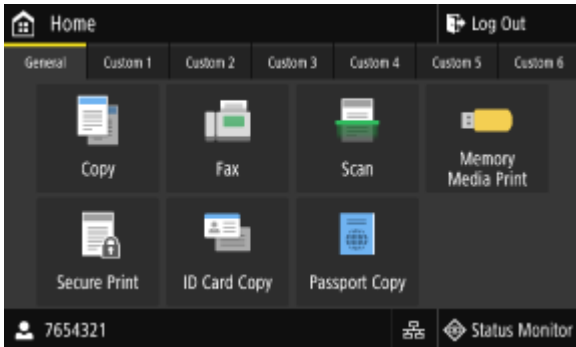 Home
Log Out
General
Custom 1
Custom 2
Custom 3
Custom 4
Custom 5
Custom 6
Copy
Fax
Scan
Memory
Media Print
Secure Print
ID Card Copy
Passport Copy
7654321
Status Monitor